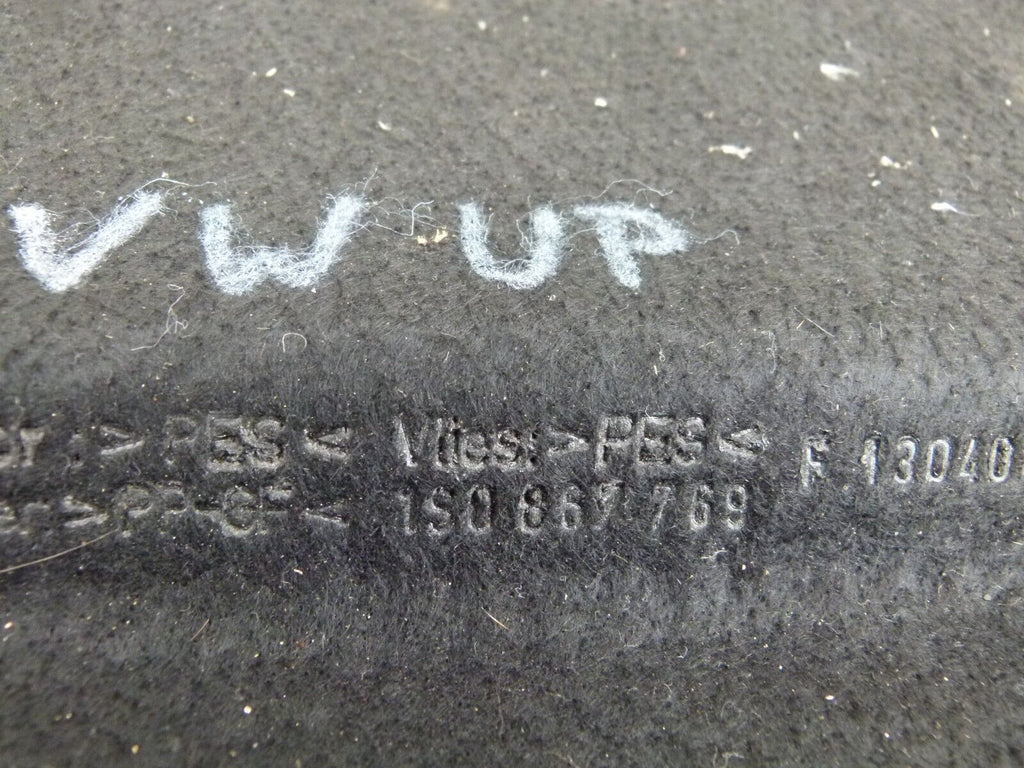 VW UP
>PES< Vlies:>PES< F.13040
1S0 867 769